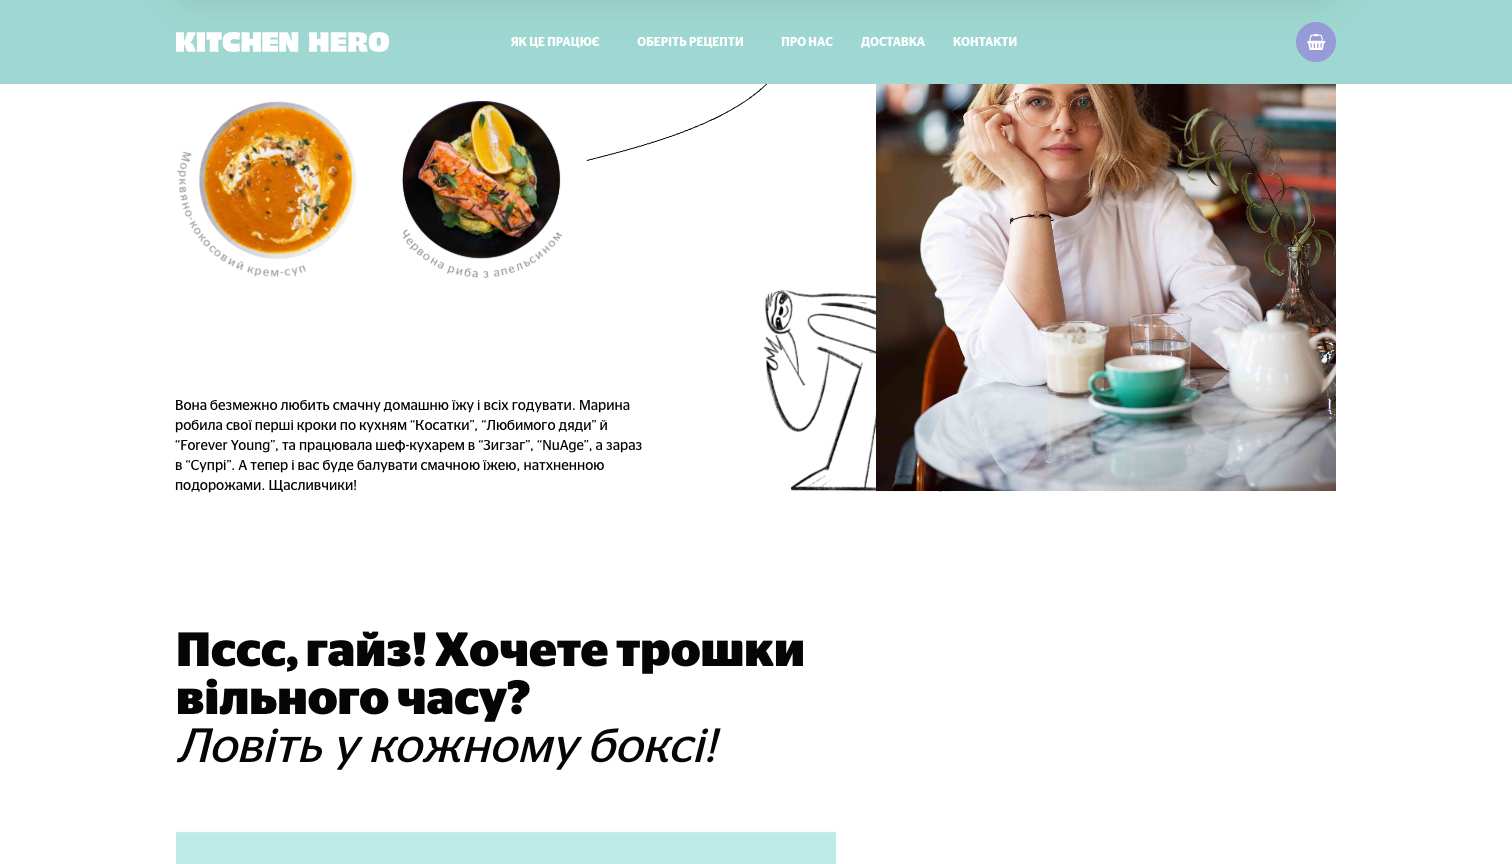 KITCHEN HERO
ЯК ЦЕ ПРАЦЮЄ
ОБЕРІТЬ РЕЦЕПТИ
ПРО НАС
ДОСТАВКА
КОНТАКТИ
Морквяно-кокосовий крем-суп
Червона риба з апельсином
Вона безмежно любить смачну домашню їжу і всіх годувати. Марина
робила свої перші кроки по кухням “Косатки”, “Любимого дяди” й
“Forever Young”, та працювала шеф-кухарем в “Зигзаг”, “NuAge”, а зараз
в “Супрі”. А тепер і вас буде балувати смачною їжею, натхненною
подорожами. Щасливчики!
Пссс, гайз! Хочете трошки
вільного часу?
Ловіть у кожному боксі!